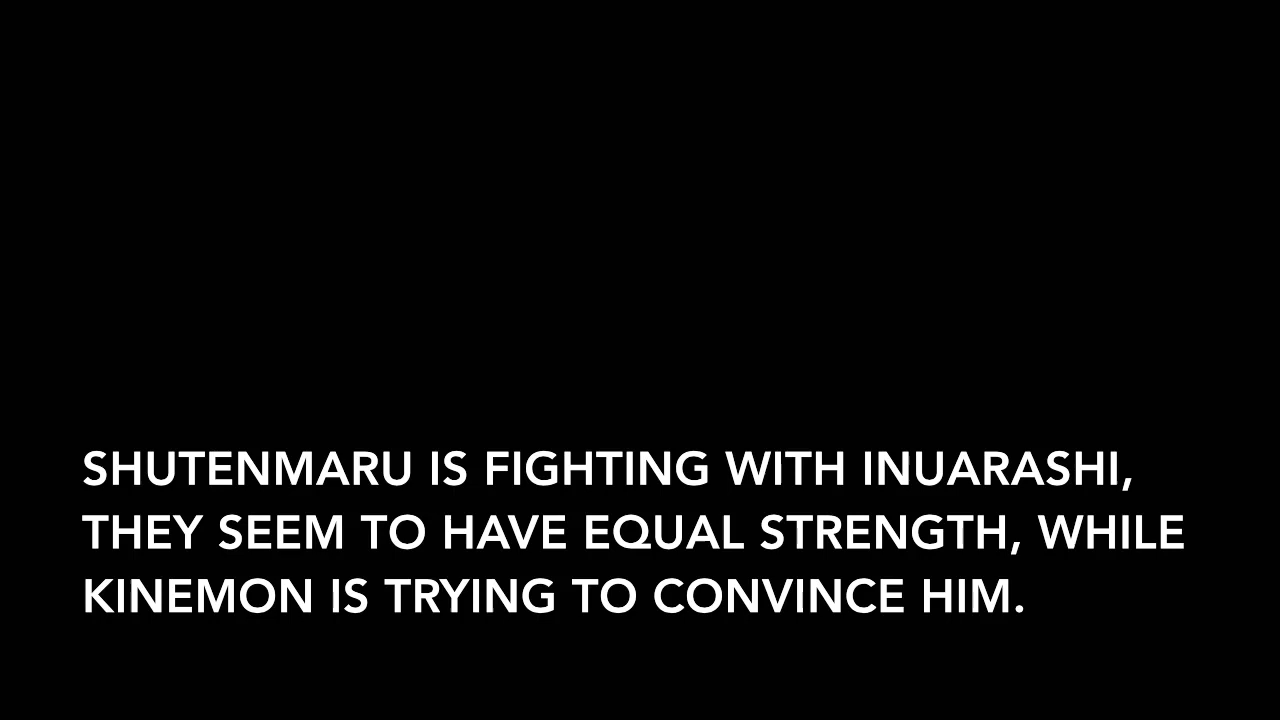 SHUTENMARU IS FIGHTING WITH INUARASHI,
THEY SEEM TO HAVE EQUAL STRENGTH, WHILE
KINEMON IS TRYING TO CONVINCE HIM.